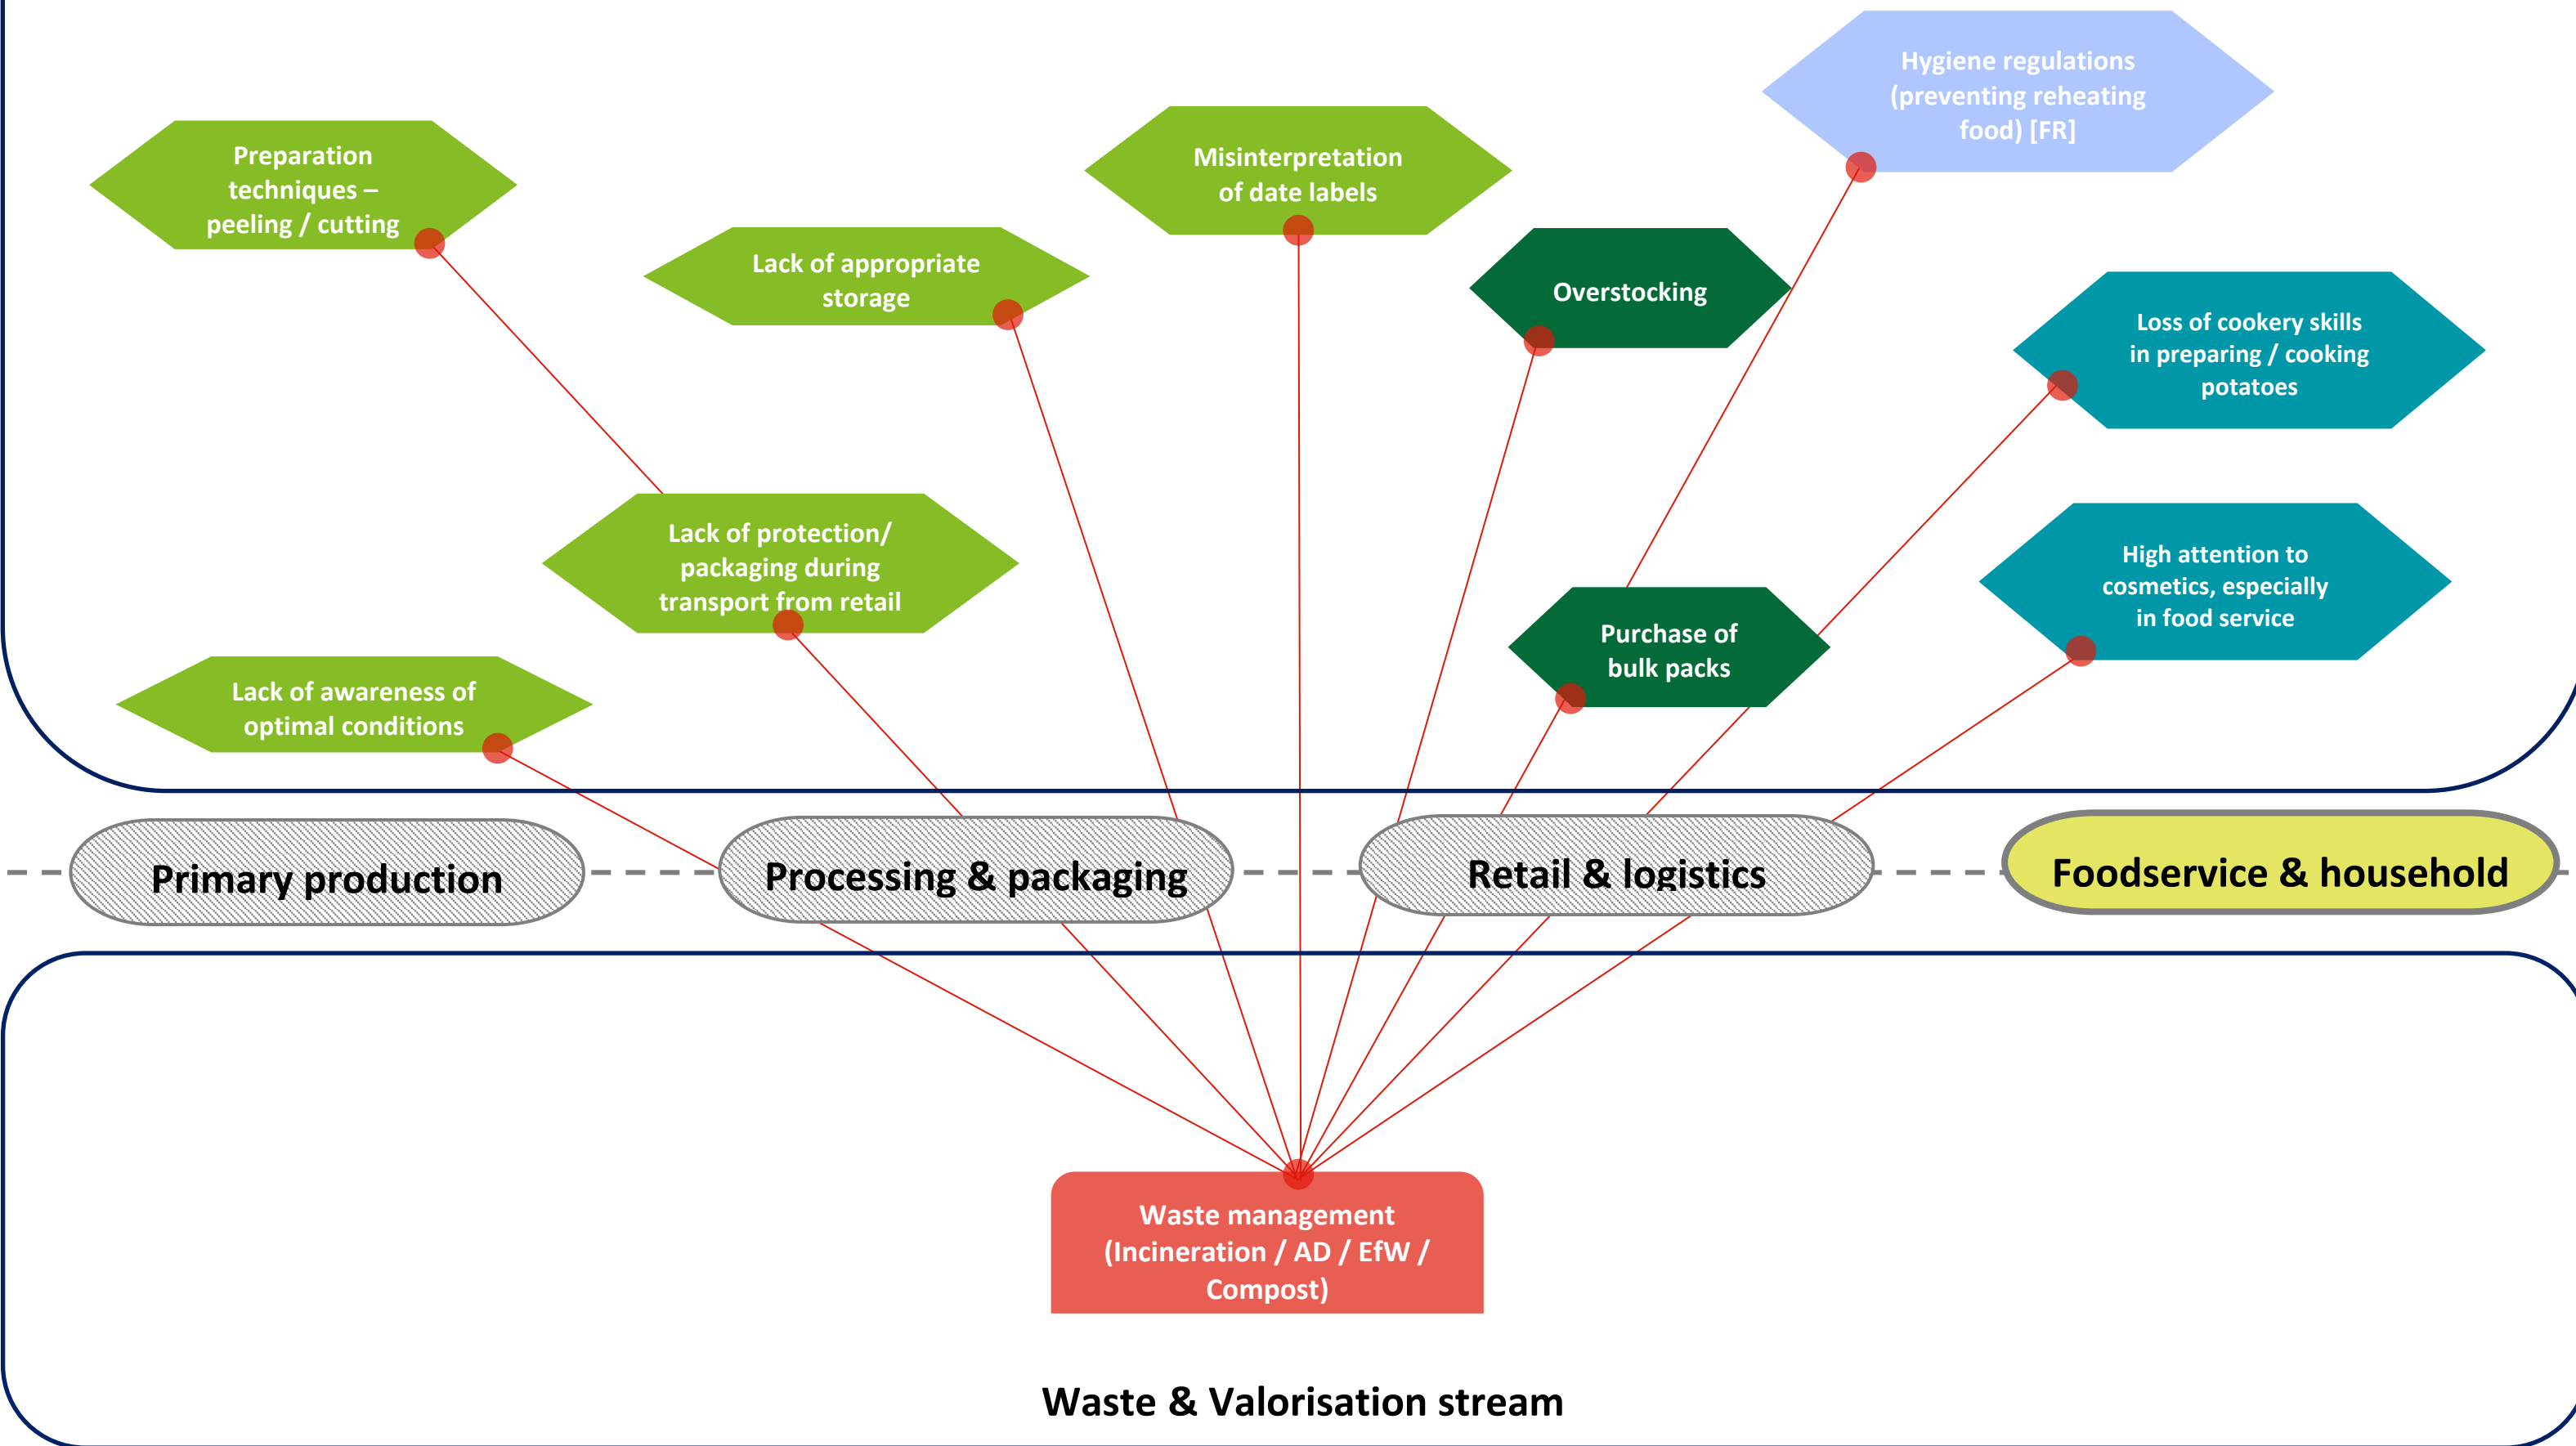 Hygiene regulations
(preventing reheating
food) [FR]
Preparation
techniques –
peeling / cutting
Misinterpretation
of date labels
Lack of appropriate
storage
Overstocking
Loss of cookery skills
in preparing / cooking
potatoes
Lack of protection/
packaging during
transport from retail
High attention to
cosmetics, especially
in food service
Purchase of
bulk packs
Lack of awareness of
optimal conditions
Primary production
Processing & packaging
Retail & logistics
Foodservice & household
Waste management
(Incineration / AD / EfW /
Compost)
Waste & Valorisation stream